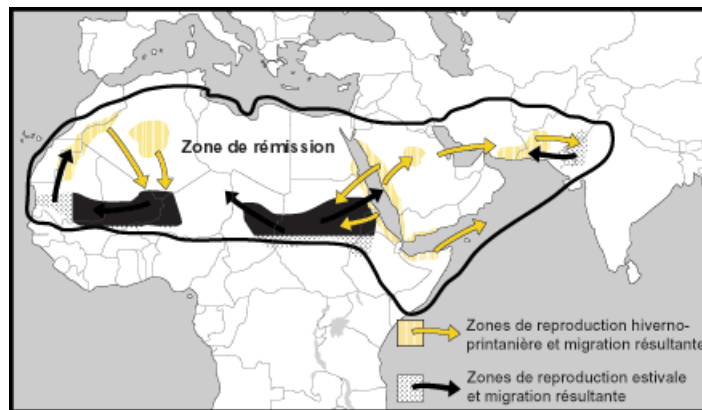 Zone de rémission
Zones de reproduction hiverno-
printanière et migration résultante
Zones de reproduction estivale
et migration résultante